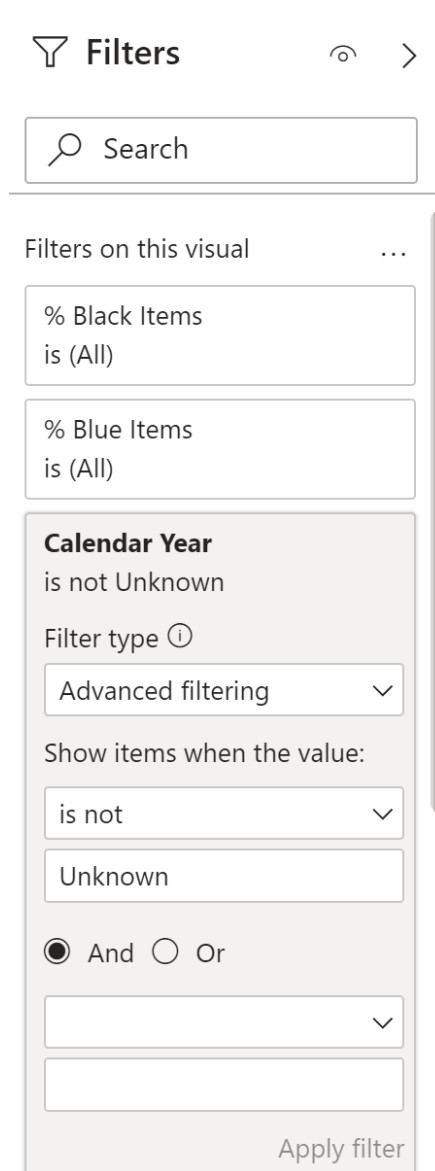 Filters
Search
Filters on this visual
...
% Black Items
is (All)
% Blue Items
is (All)
Calendar Year
is not Unknown
Filter type
Advanced filtering
Show items when the value:
is not
Unknown
And Or
Apply filter